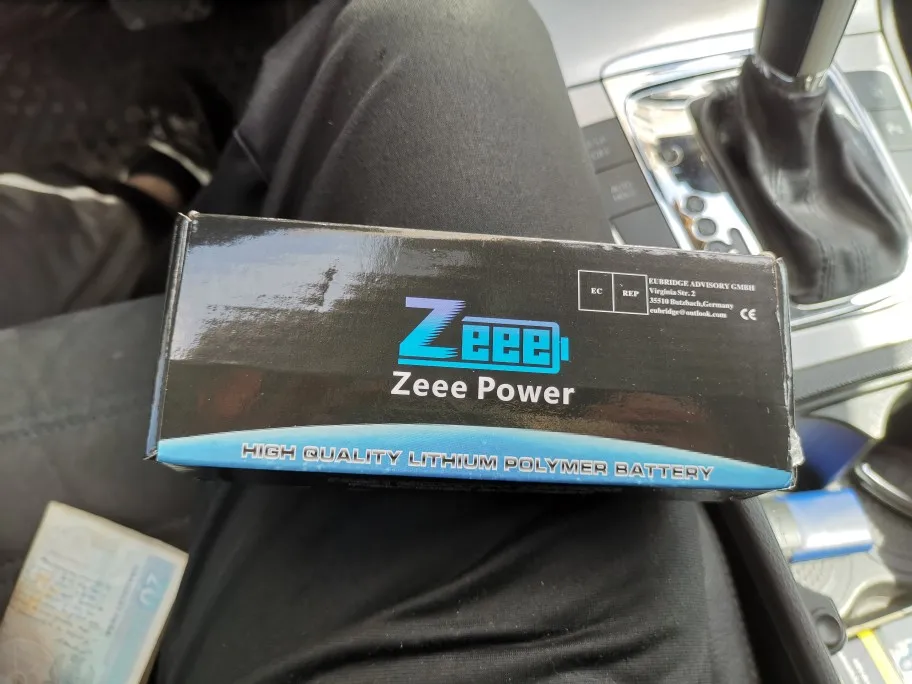 EC
REP
EUBRIDGE ADVISORY GMBH
Virginia Str. 2
35510 Butzbach,Germany
eubridge@outlook.com
CE
Zeee
Zeee Power
HIGH QUALITY LITHIUM POLYMER BATTERY